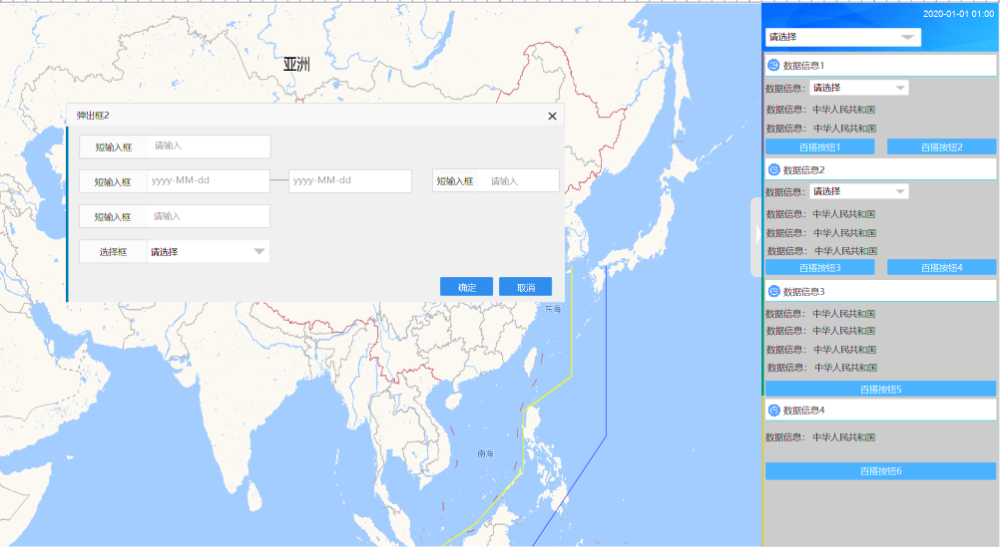 亚洲
东海
南海
弹出框2
短输入框 请输入
短输入框 yyyy-MM-dd yyyy-MM-dd 短输入框 请输入
短输入框 请输入
选择框 请选择
确定 取消
2020-01-01 01:00
请选择
数据信息1
数据信息: 请选择
数据信息: 中华人民共和国
数据信息: 中华人民共和国
百搭按钮1 百搭按钮2
数据信息2
数据信息: 请选择
数据信息: 中华人民共和国
数据信息: 中华人民共和国
数据信息: 中华人民共和国
百搭按钮3 百搭按钮4
数据信息3
数据信息: 中华人民共和国
数据信息: 中华人民共和国
数据信息: 中华人民共和国
数据信息: 中华人民共和国
百搭按钮5
数据信息4
数据信息: 中华人民共和国
百搭按钮6